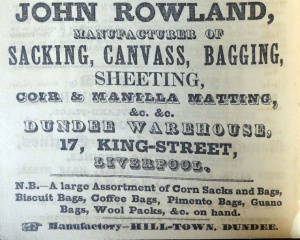 JOHN ROWLAND,
MANUFACTURER OF
SACKING, CANVASS, BAGGING,
SHEETING,
COIR & MANILLA MATTING,
&c. &c.
DUNDEE WAREHOUSE,
17, KING-STREET,
LIVERPOOL.
N.B.—A large Assortment of Corn Sacks and Bags,
Biscuit Bags, Coffee Bags, Pimento Bags, Guano
Bags, Wool Packs, &c. on hand.
☞ Manufactory—HILL-TOWN, DUNDEE.